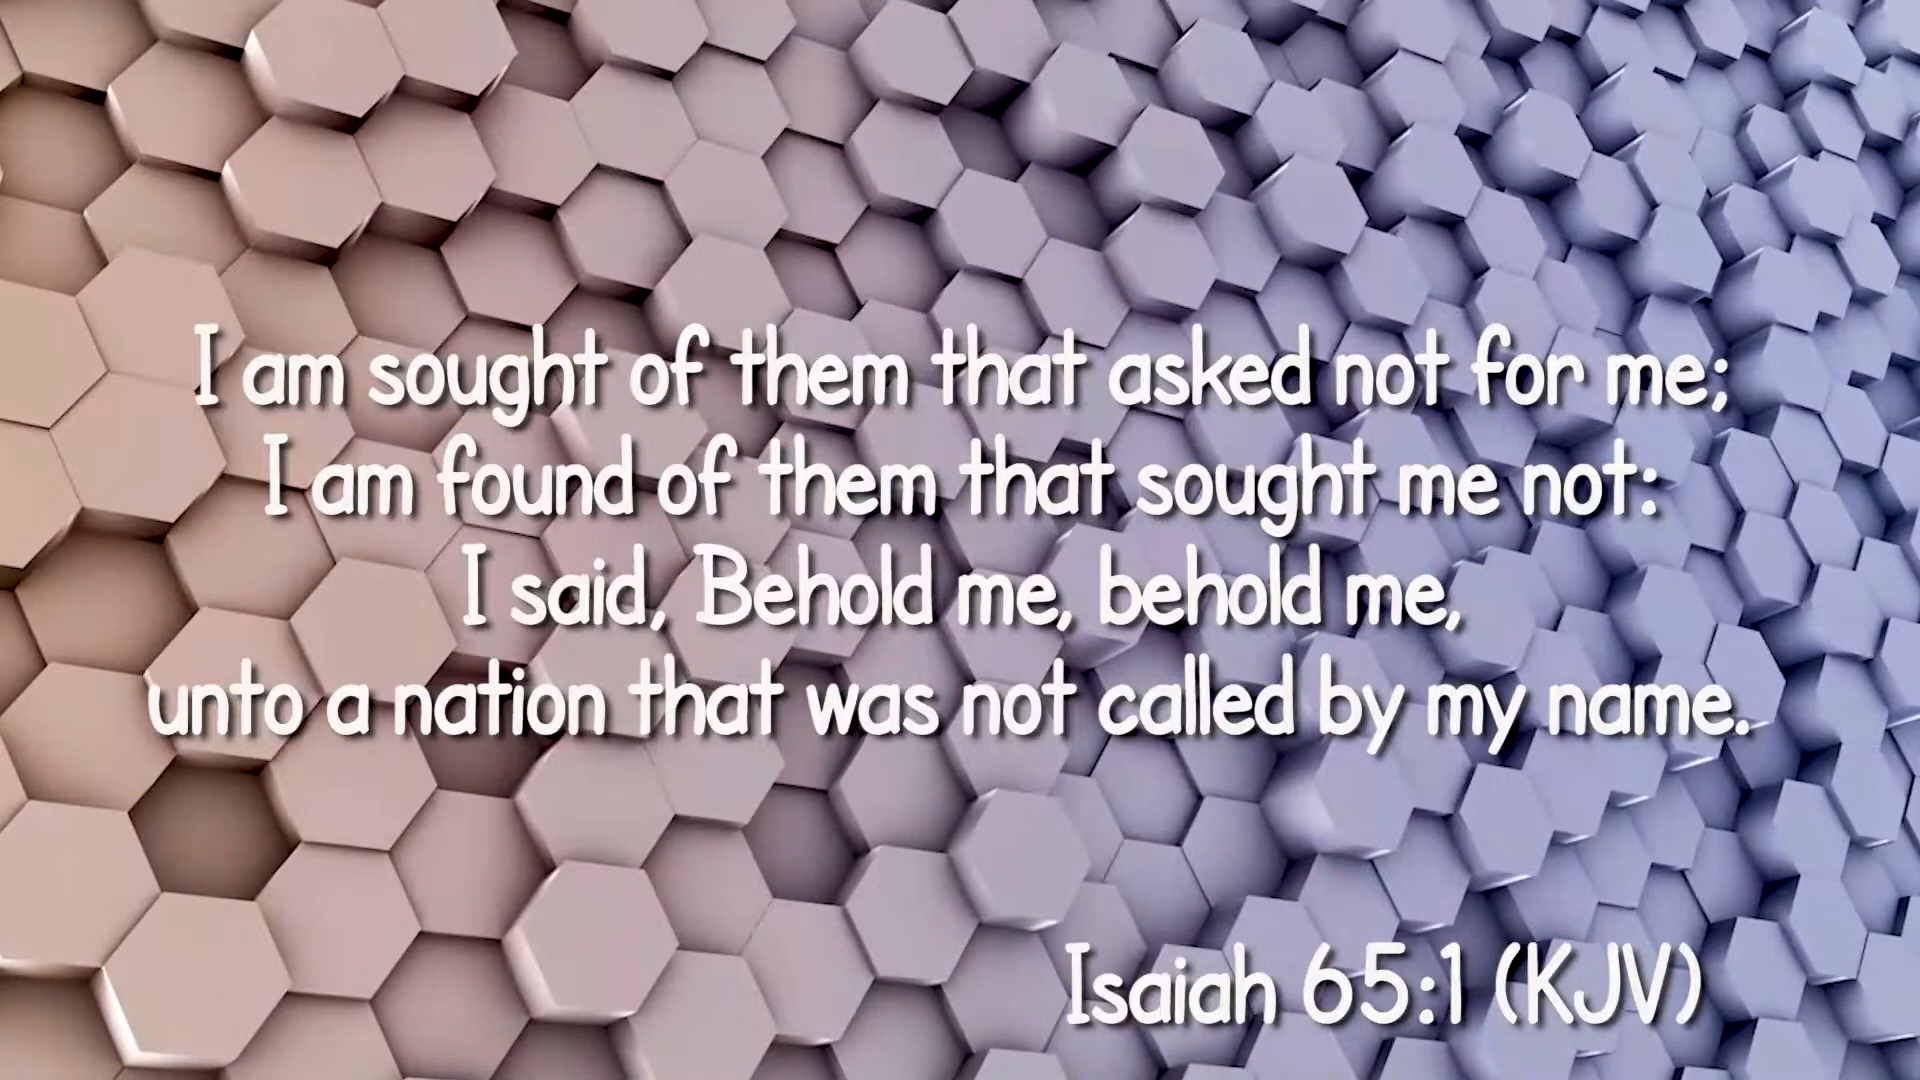 I am sought of them that asked not for me;
I am found of them that sought me not:
I said, Behold me, behold me,
unto a nation that was not called by my name.
Isaiah 65:1 (KJV)